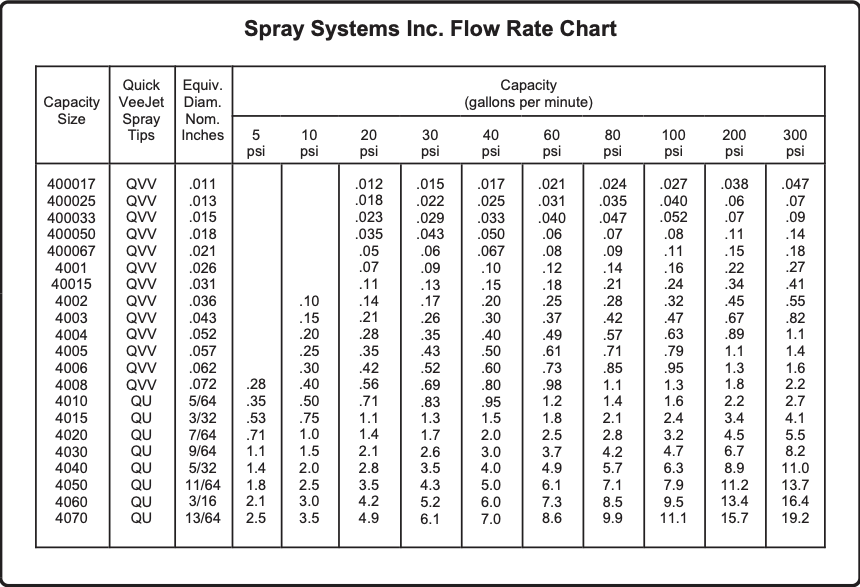 Spray Systems Inc. Flow Rate Chart
Capacity Size Quick VeeJet Spray Tips Equiv. Diam. Nom. Inches Capacity (gallons per minute)
5 psi 10 psi 20 psi 30 psi 40 psi 60 psi 80 psi 100 psi 200 psi 300 psi
400017 QVV .011 .012 .015 .017 .021 .024 .027 .038 .047
400025 QVV .013 .018 .022 .025 .031 .035 .040 .06 .07
400033 QVV .015 .023 .029 .033 .040 .047 .052 .07 .09
400050 QVV .018 .035 .043 .050 .06 .07 .08 .11 .14
400067 QVV .021 .05 .06 .067 .08 .09 .11 .15 .18
4001 QVV .026 .07 .09 .10 .12 .14 .16 .22 .27
40015 QVV .031 .11 .13 .15 .18 .21 .24 .34 .41
4002 QVV .036 .10 .14 .17 .20 .25 .28 .32 .45 .55
4003 QVV .043 .15 .21 .26 .30 .37 .42 .47 .67 .82
4004 QVV .052 .20 .28 .35 .40 .49 .57 .63 .89 1.1
4005 QVV .057 .25 .35 .43 .50 .61 .71 .79 1.1 1.4
4006 QVV .062 .30 .42 .52 .60 .73 .85 .95 1.3 1.6
4008 QVV .072 .28 .40 .56 .69 .80 .98 1.1 1.3 1.8 2.2
4010 QU 5/64 .35 .50 .71 .83 .95 1.2 1.4 1.6 2.2 2.7
4015 QU 3/32 .53 .75 1.1 1.3 1.5 1.8 2.1 2.4 3.4 4.1
4020 QU 7/64 .71 1.0 1.4 1.7 2.0 2.5 2.8 3.2 4.5 5.5
4030 QU 9/64 1.1 1.5 2.1 2.6 3.0 3.7 4.2 4.7 6.7 8.2
4040 QU 5/32 1.4 2.0 2.8 3.5 4.0 4.9 5.7 6.3 8.9 11.0
4050 QU 11/64 1.8 2.5 3.5 4.3 5.0 6.1 7.1 7.9 11.2 13.7
4060 QU 3/16 2.1 3.0 4.2 5.2 6.0 7.3 8.5 9.5 13.4 16.4
4070 QU 13/64 2.5 3.5 4.9 6.1 7.0 8.6 9.9 11.1 15.7 19.2